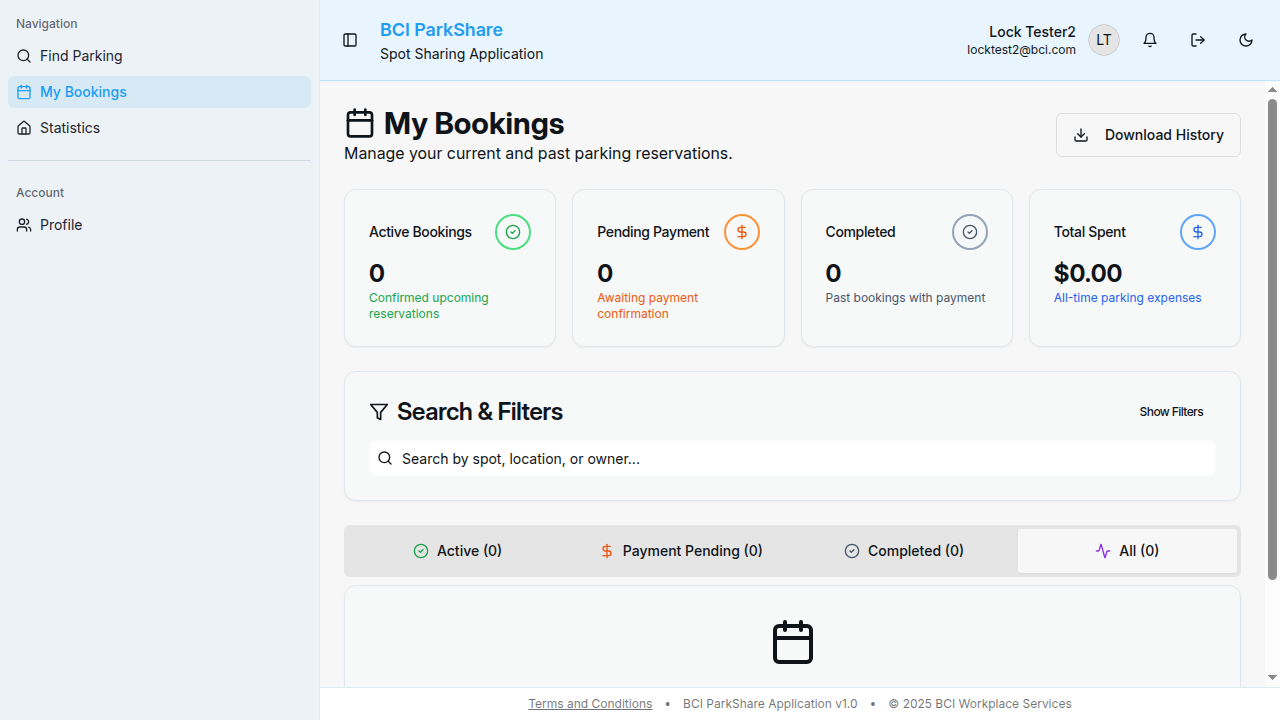 Navigation
Find Parking
My Bookings
Statistics
Account
Profile
BCI ParkShare
Spot Sharing Application
Lock Tester2
locktest2@bci.com
LT
My Bookings
Manage your current and past parking reservations.
Download History
Active Bookings
0
Confirmed upcoming
reservations
Pending Payment
0
Awaiting payment
confirmation
Completed
0
Past bookings with payment
Total Spent
$0.00
All-time parking expenses
Search & Filters
Show Filters
Search by spot, location, or owner...
Active (0)
Payment Pending (0)
Completed (0)
All (0)
Terms and Conditions • BCI ParkShare Application v1.0 • © 2025 BCI Workplace Services